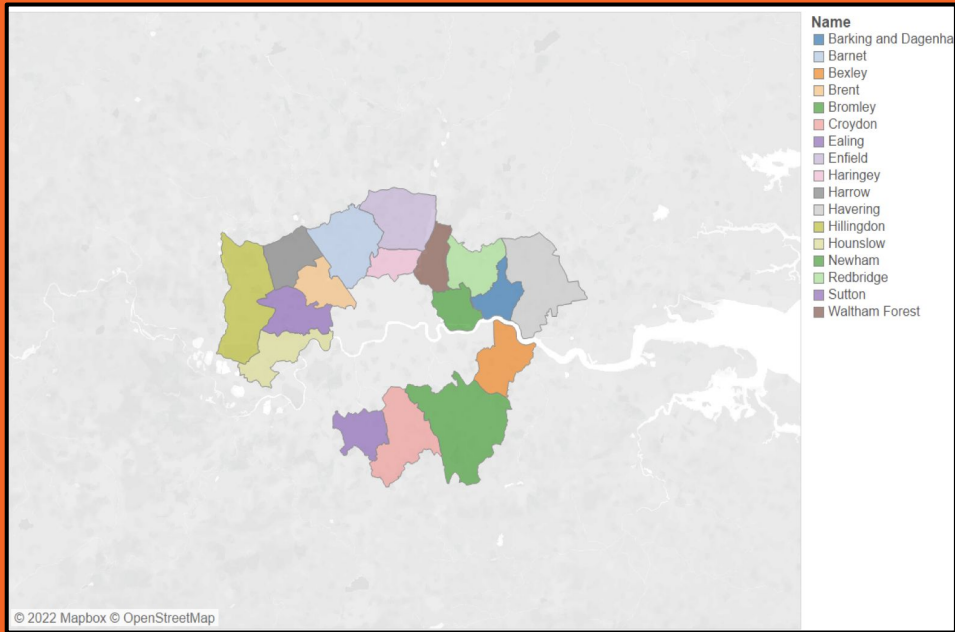 Name
Barking and Dagenha
Barnet
Bexley
Brent
Bromley
Croydon
Ealing
Enfield
Haringey
Harrow
Havering
Hillingdon
Hounslow
Newham
Redbridge
Sutton
Waltham Forest
© 2022 Mapbox © OpenStreetMap